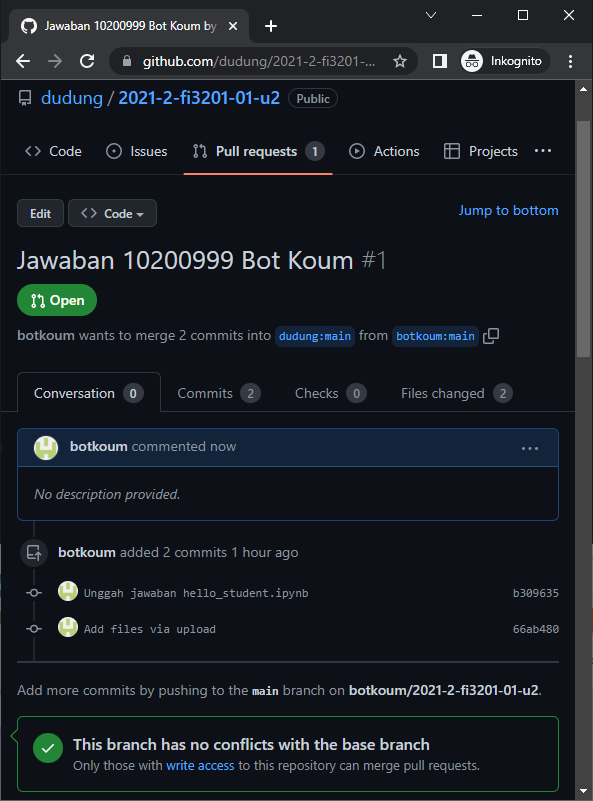 Jawaban 10200999 Bot Koum by
github.com/dudung/2021-2-fi3201-... Inkognito
dudung / 2021-2-fi3201-01-u2 Public
Code Issues Pull requests 1 Actions Projects ...
Edit Code Jump to bottom
Jawaban 10200999 Bot Koum #1
Open
botkoum wants to merge 2 commits into dudung:main from botkoum:main
Conversation 0 Commits 2 Checks 0 Files changed 2
botkoum commented now ...
No description provided.
botkoum added 2 commits 1 hour ago
Unggah jawaban hello_student.ipynb b309635
Add files via upload 66ab480
Add more commits by pushing to the main branch on botkoum/2021-2-fi3201-01-u2.
This branch has no conflicts with the base branch
Only those with write access to this repository can merge pull requests.